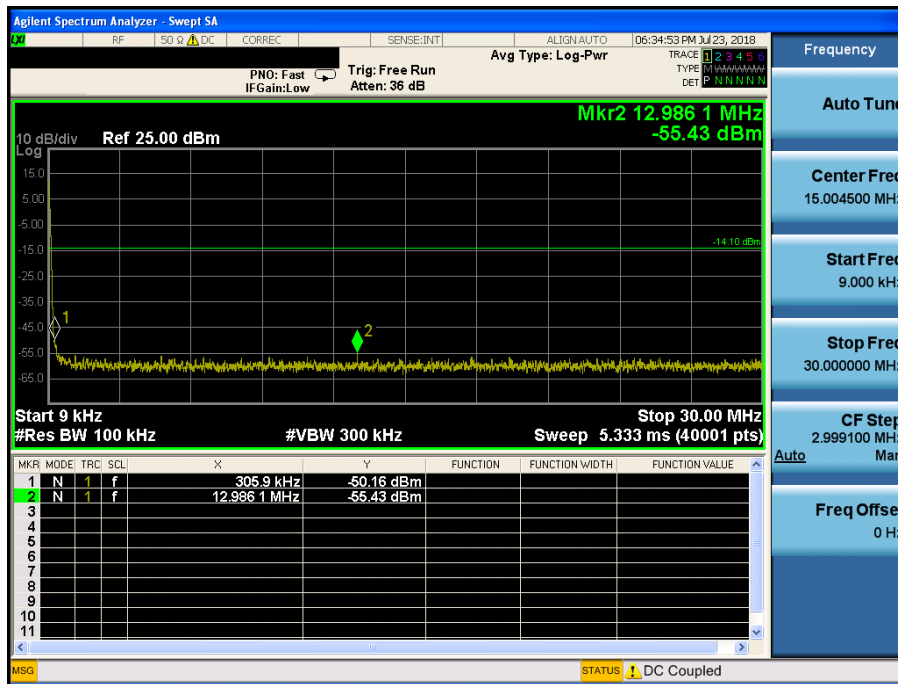 Agilent Spectrum Analyzer - Swept SA
LXI RF 50 Ω DC CORREC SENSE:INT ALIGN AUTO 06:34:53 PM Jul 23, 2018
Avg Type: Log-Pwr
TRACE 1 2 3 4 5 6
TYPE M W W W W W
DET P N N N N N
PNO: Fast Trig: Free Run
IFGain:Low Atten: 36 dB
Mkr2 12.986 1 MHz
-55.43 dBm
10 dB/div Ref 25.00 dBm
Log
15.0
5.00
-5.00
-14.10 dBm
-15.0
-25.0
-35.0
1
-45.0
2
-55.0
-65.0
Start 9 kHz Stop 30.00 MHz
#Res BW 100 kHz #VBW 300 kHz Sweep 5.333 ms (40001 pts)
MKR MODE TRC SCL X Y FUNCTION FUNCTION WIDTH FUNCTION VALUE
1 N 1 f 305.9 kHz -50.16 dBm
2 N 1 f 12.986 1 MHz -55.43 dBm
3
4
5
6
7
8
9
10
11
MSG STATUS DC Coupled
Frequency
Auto Tune
Center Freq
15.004500 MHz
Start Freq
9.000 kHz
Stop Freq
30.000000 MHz
CF Step
2.999100 MHz
Auto Man
Freq Offset
0 Hz